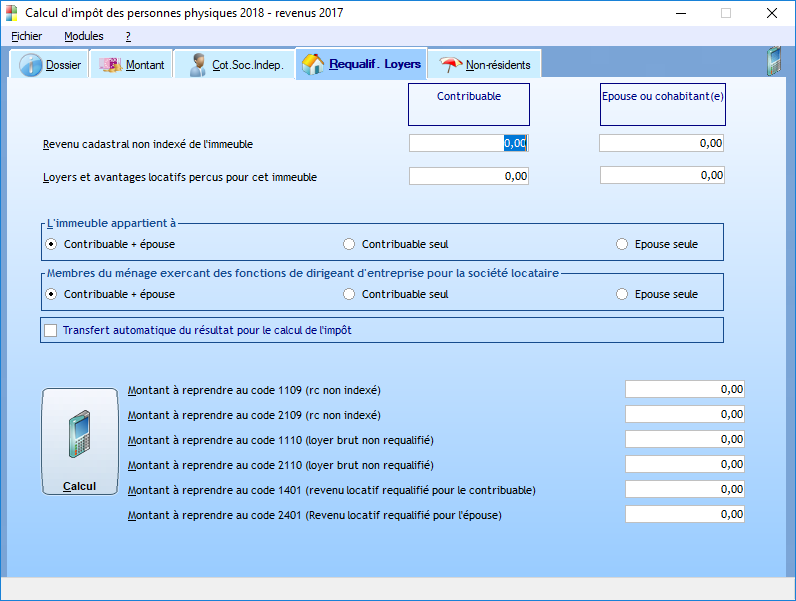 Calcul d'impôt des personnes physiques 2018 - revenus 2017
Fichier Modules ?
Dossier Montant Cot.Soc.Indep. Requalif. Loyers Non-résidents
Contribuable Epouse ou cohabitant(e)
Revenu cadastral non indexé de l'immeuble 0,00 0,00
Loyers et avantages locatifs percus pour cet immeuble 0,00 0,00
L'immeuble appartient à
Contribuable + épouse Contribuable seul Epouse seule
Membres du ménage exercant des fonctions de dirigeant d'entreprise pour la société locataire
Contribuable + épouse Contribuable seul Epouse seule
Transfert automatique du résultat pour le calcul de l'impôt
Montant à reprendre au code 1109 (rc non indexé) 0,00
Montant à reprendre au code 2109 (rc non indexé) 0,00
Montant à reprendre au code 1110 (loyer brut non requalifié) 0,00
Montant à reprendre au code 2110 (loyer brut non requalifié) 0,00
Calcul
Montant à reprendre au code 1401 (revenu locatif requalifié pour le contribuable) 0,00
Montant à reprendre au code 2401 (Revenu locatif requalifié pour l'épouse) 0,00